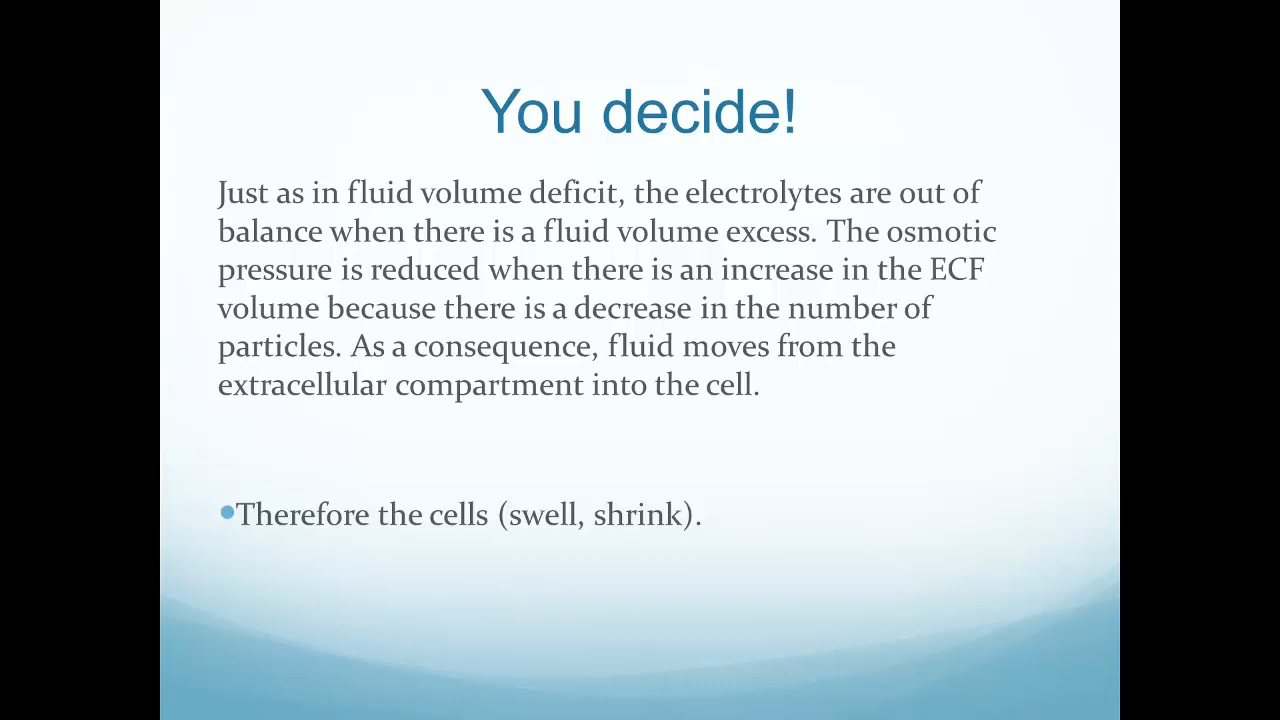 You decide!
Just as in fluid volume deficit, the electrolytes are out of
balance when there is a fluid volume excess. The osmotic
pressure is reduced when there is an increase in the ECF
volume because there is a decrease in the number of
particles. As a consequence, fluid moves from the
extracellular compartment into the cell.
•Therefore the cells (swell, shrink).